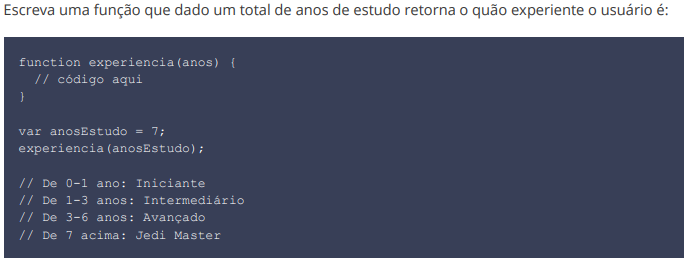 Escreva uma função que dado um total de anos de estudo retorna o quão experiente o usuário é:
function experiencia(anos) {
// código aqui
}
var anosEstudo = 7;
experiencia(anosEstudo);
// De 0-1 ano: Iniciante
// De 1-3 anos: Intermediário
// De 3-6 anos: Avançado
// De 7 acima: Jedi Master